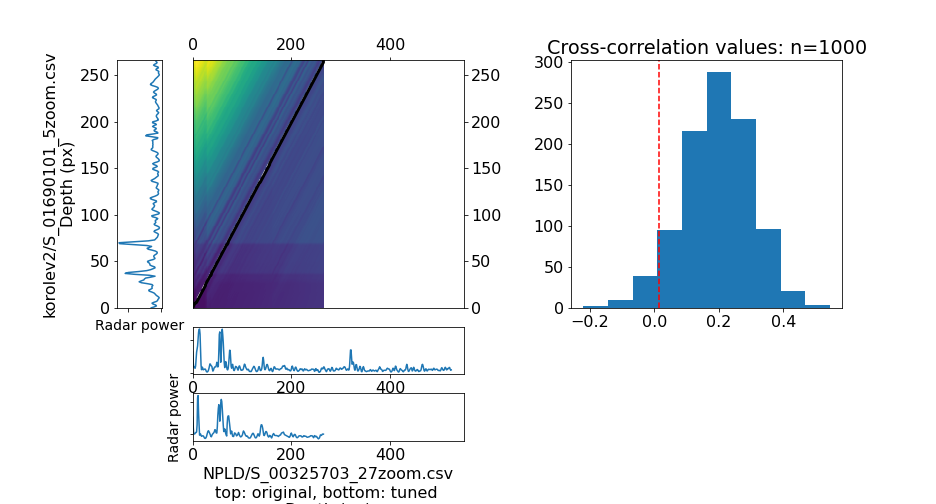 0 200 400
Cross-correlation values: n=1000
korolev2/S_01690101_5zoom.csv
Depth (px)
250 250 300
200 200 250
150 150 200
100 100 150
50 50 100
0 0 50
0
−0.2 0.0 0.2 0.4
Radar power
0 200 400
Radar power
0 200 400
NPLD/S_00325703_27zoom.csv
top: original, bottom: tuned